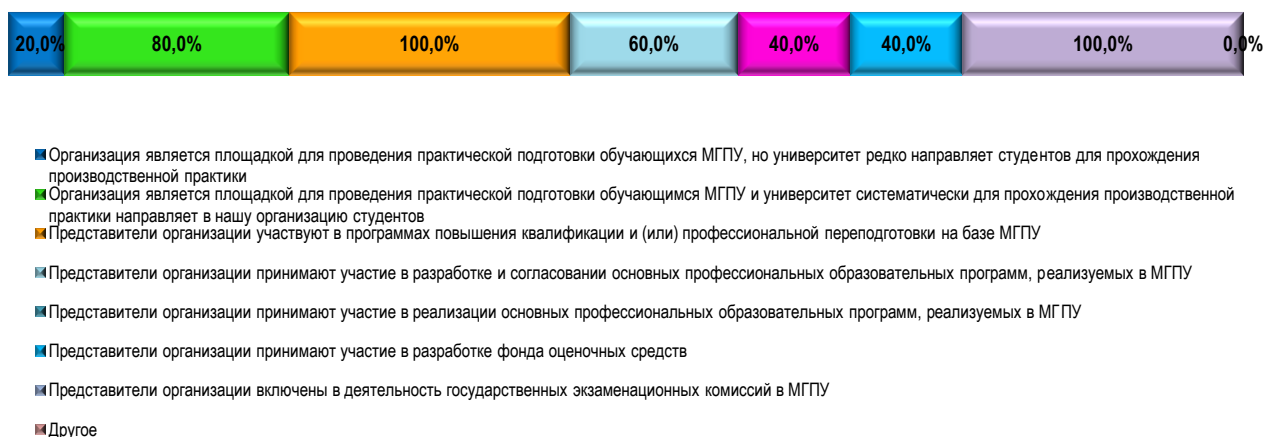 20,0% 80,0% 100,0% 60,0% 40,0% 40,0% 100,0% 0,0%
Организация является площадкой для проведения практической подготовки обучающихся МГПУ, но университет редко направляет студентов для прохождения
производственной практики
Организация является площадкой для проведения практической подготовки обучающимся МГПУ и университет систематически для прохождения производственной
практики направляет в нашу организацию студентов
Представители организации участвуют в программах повышения квалификации и (или) профессиональной переподготовки на базе МГПУ
Представители организации принимают участие в разработке и согласовании основных профессиональных образовательных программ, реализуемых в МГПУ
Представители организации принимают участие в реализации основных профессиональных образовательных программ, реализуемых в МГПУ
Представители организации принимают участие в разработке фонда оценочных средств
Представители организации включены в деятельность государственных экзаменационных комиссий в МГПУ
Другое